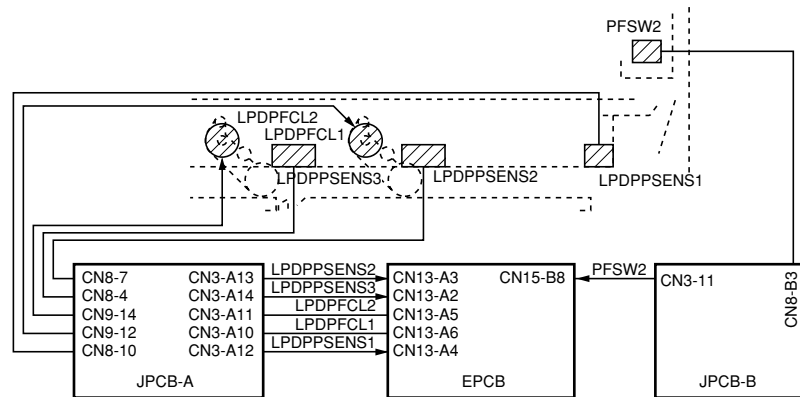 PFSW2
LPDPFCL2
LPDPFCL1
LPDPPSENS3
LPDPPSENS2
LPDPPSENS1
CN8-7 CN3-A13 LPDPPSENS2 CN13-A3 CN15-B8 PFSW2 CN3-11 CN8-B3
CN8-4 CN3-A14 LPDPPSENS3 CN13-A2
CN9-14 CN3-A11 LPDPFCL2 CN13-A5
CN9-12 CN3-A10 LPDPFCL1 CN13-A6
CN8-10 CN3-A12 LPDPPSENS1 CN13-A4
JPCB-A EPCB JPCB-B